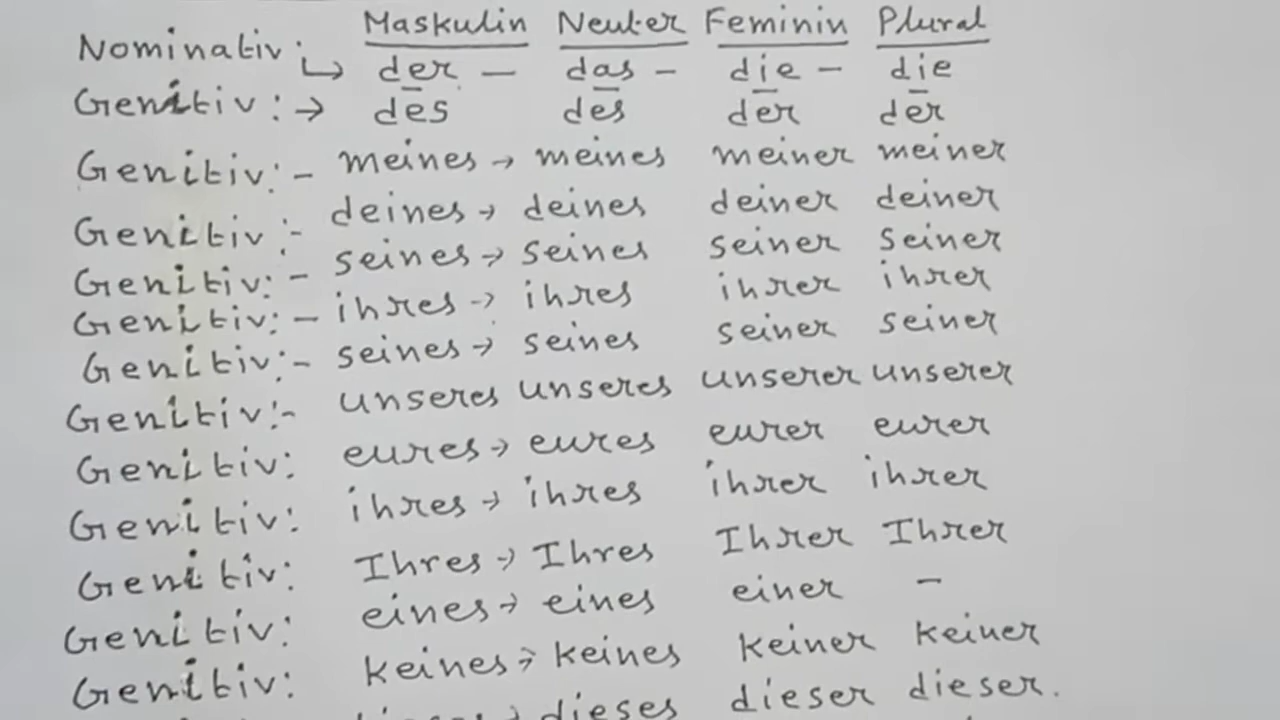 Maskulin Neuter Feminin Plural
Nominativ: ↳ der — das — die — die
Genitiv: → des des der der
Genitiv:- meines → meines meiner meiner
Genitiv:- deines → deines deiner deiner
Genitiv:- seines → seines seiner seiner
Genitiv:- ihres → ihres ihrer ihrer
Genitiv:- seines → seines seiner seiner
Genitiv:- unseres unseres unserer unserer
Genitiv: eures → eures eurer eurer
Genitiv: ihres → ihres ihrer ihrer
Genitiv: Ihres → Ihres Ihrer Ihrer
Genitiv: eines → eines einer —
Genitiv: keines → keines keiner keiner
dieses dieser dieser.